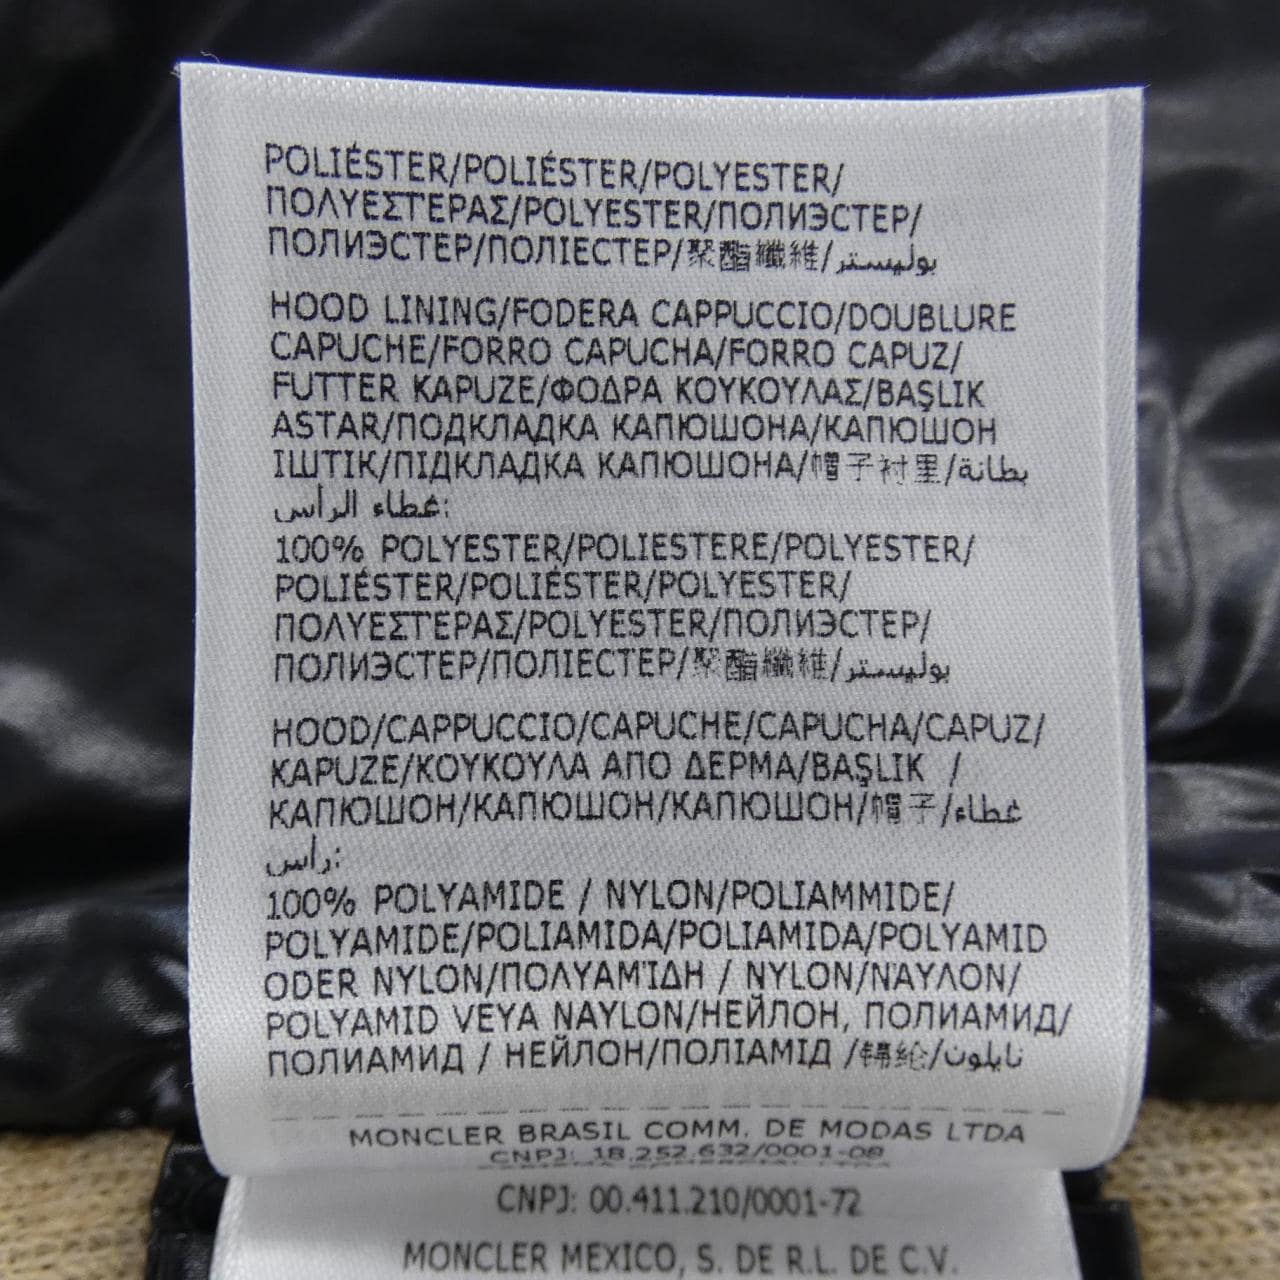 POLIÉSTER/POLIÉSTER/POLYESTER/
ΠΟΛΥΕΣΤΕΡΑΣ/POLYESTER/ПОЛИЭСТЕР/
ПОЛИЭСТЕР/ПОЛІЕСТЕР/聚酯纖維/بوليستر
HOOD LINING/FODERA CAPPUCCIO/DOUBLURE
CAPUCHE/FORRO CAPUCHA/FORRO CAPUZ/
FUTTER KAPUZE/ΦΟΔΡΑ ΚΟΥΚΟΥΛΑΣ/BAŞLIK
ASTAR/ПОДКЛАДКА КАПЮШОНА/КАПЮШОН
ІШТІК/ПІДКЛАДКА КАПЮШОНА/帽子衬里/بطانة
غطاء الرأس:
100% POLYESTER/POLIESTERE/POLYESTER/
POLIÉSTER/POLIÉSTER/POLYESTER/
ΠΟΛΥΕΣΤΕΡΑΣ/POLYESTER/ПОЛИЭСТЕР/
ПОЛИЭСТЕР/ПОЛІЕСТЕР/聚酯纖維/بوليستر
HOOD/CAPPUCCIO/CAPUCHE/CAPUCHA/CAPUZ/
KAPUZE/ΚΟΥΚΟΥΛΑ ΑΠΟ ΔΕΡΜΑ/BAŞLIK /
КАПЮШОН/КАПЮШОН/КАПЮШОН/帽子/غطاء
رأس:
100% POLYAMIDE / NYLON/POLIAMMIDE/
POLYAMIDE/POLIAMIDA/POLIAMIDA/POLYAMID
ODER NYLON/ΠΟΛΥΑΜΊΔΗ / NYLON/ΝΆΥΛΟΝ/
POLYAMID VEYA NAYLON/НЕЙЛОН, ПОЛИАМИД/
ПОЛИАМИД / НЕЙЛОН/ПОЛІАМІД /锦纶/نايلون
MONCLER BRASIL COMM. DE MODAS LTDA
CNPJ: 18.252.632/0001-08
CNPJ: 00.411.210/0001-72
MONCLER MEXICO, S. DE R.L. DE C.V.